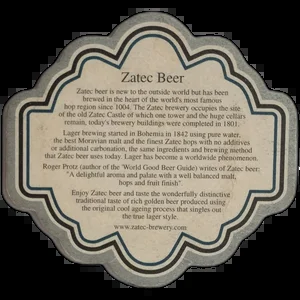 Zatec Beer
Zatec beer is new to the outside world but has been
brewed in the heart of the world's most famous
hop region since 1004. The Zatec brewery occupies the site
of the old Zatec Castle of which one tower and the huge cellars
remain, today's brewery buildings were completed in 1801.
Lager brewing started in Bohemia in 1842 using pure water,
the best Moravian malt and the finest Zatec hops with no additives
or additional carbonation, the same ingredients and brewing method
that Zatec beer uses today. Lager has become a worldwide phenomenon.
Roger Protz (author of the 'World Good Beer Guide) writes of Zatec beer:
'A delightful aroma and palate with a well balanced malt,
hops and fruit finish"
Enjoy Zatec beer and taste the wonderfully distinctive
traditional taste of rich golden beer produced using
the original cool ageing process that singles out
the true lager style.
www.zatec-brewery.com